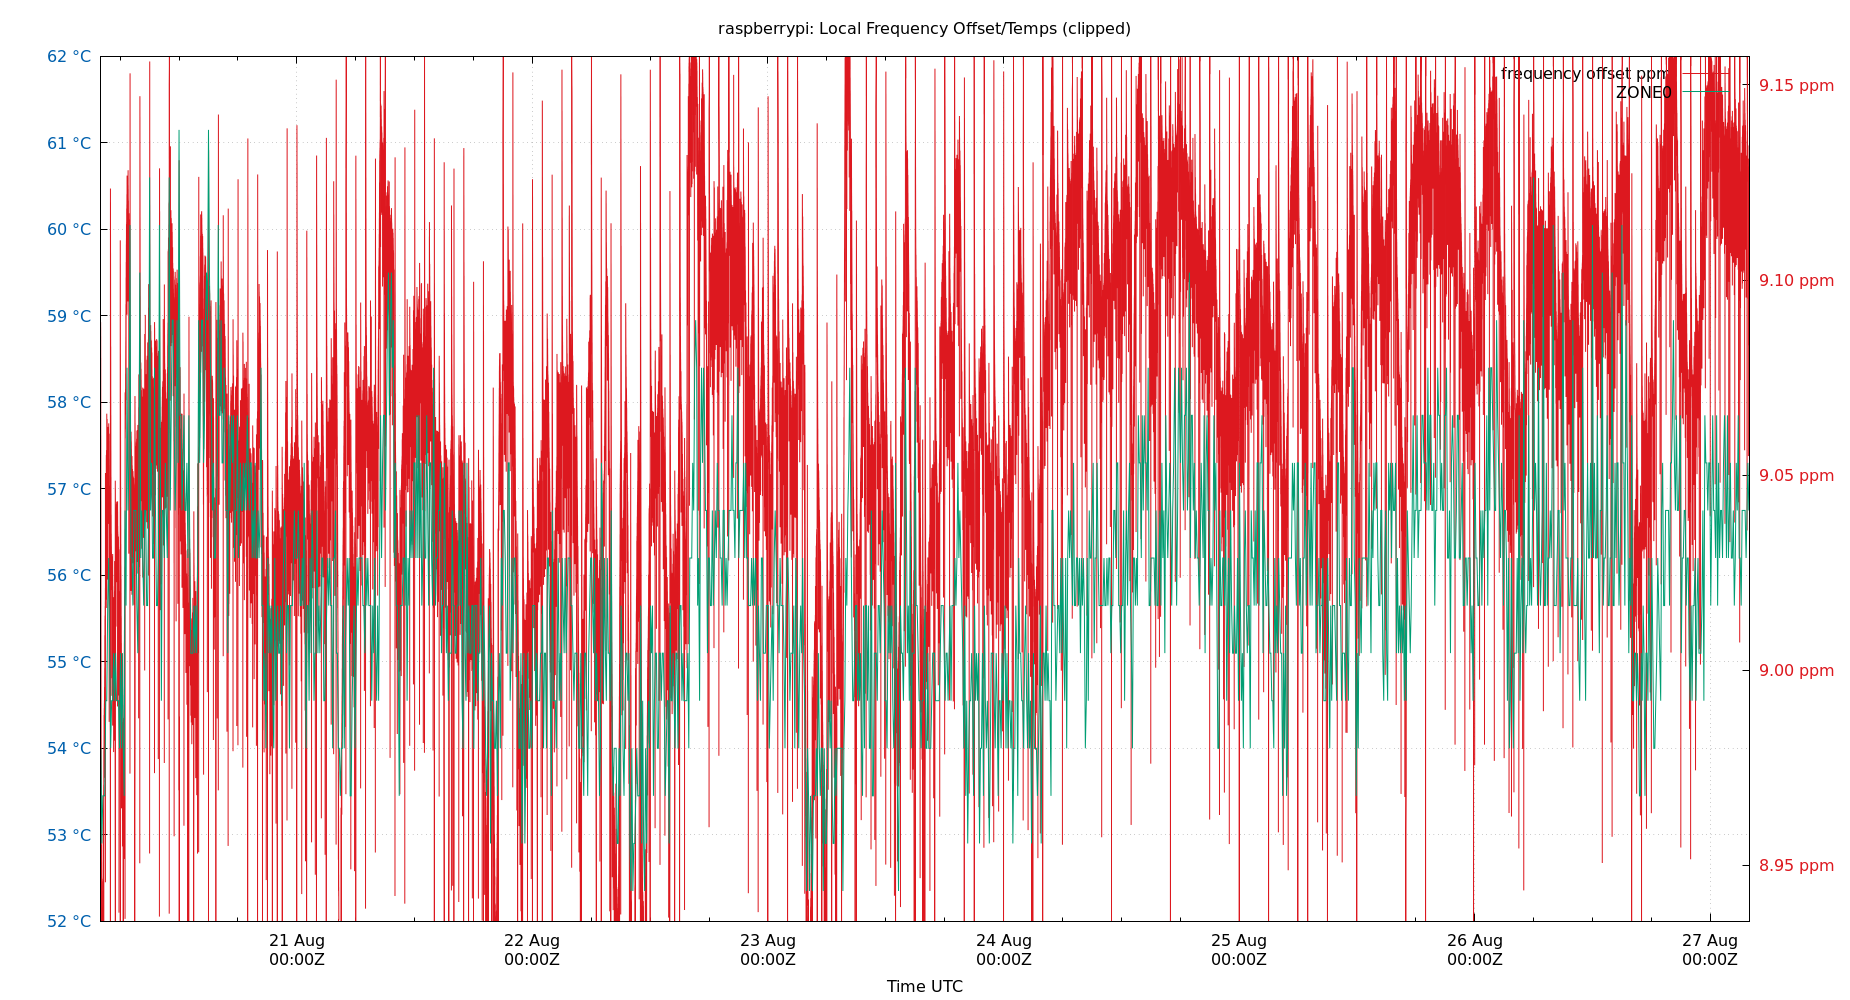 raspberrypi: Local Frequency Offset/Temps (clipped)
62 °C
61 °C
60 °C
59 °C
58 °C
57 °C
56 °C
55 °C
54 °C
53 °C
52 °C
frequency offset ppm
ZONE0
9.15 ppm
9.10 ppm
9.05 ppm
9.00 ppm
8.95 ppm
21 Aug
00:00Z
22 Aug
00:00Z
23 Aug
00:00Z
24 Aug
00:00Z
25 Aug
00:00Z
26 Aug
00:00Z
27 Aug
00:00Z
Time UTC